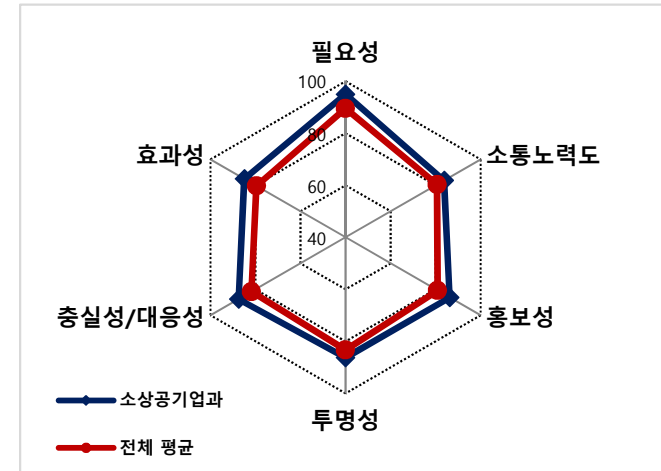 필요성
100
80
60
40
효과성
소통노력도
충실성/대응성
홍보성
투명성
소상공기업과
전체 평균